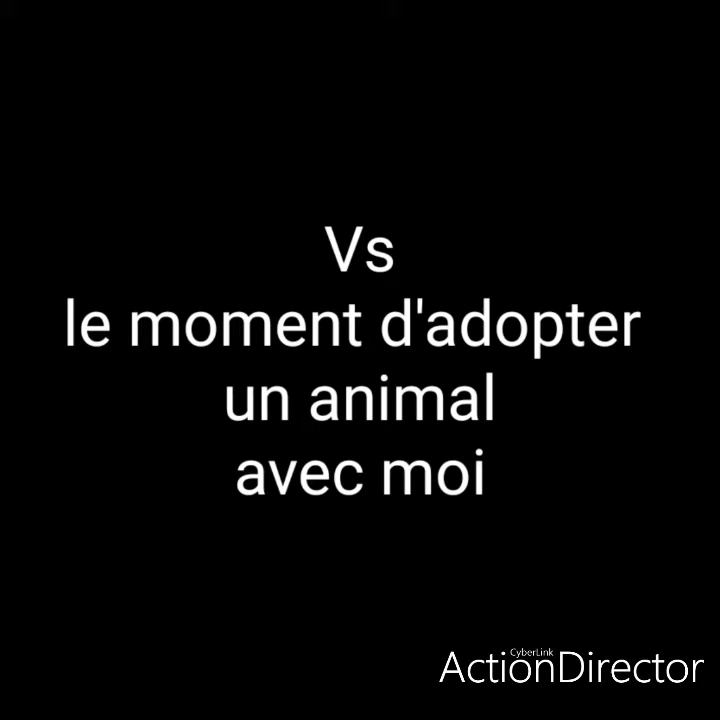 Vs
le moment d'adopter
un animal
avec moi
CyberLink
ActionDirector